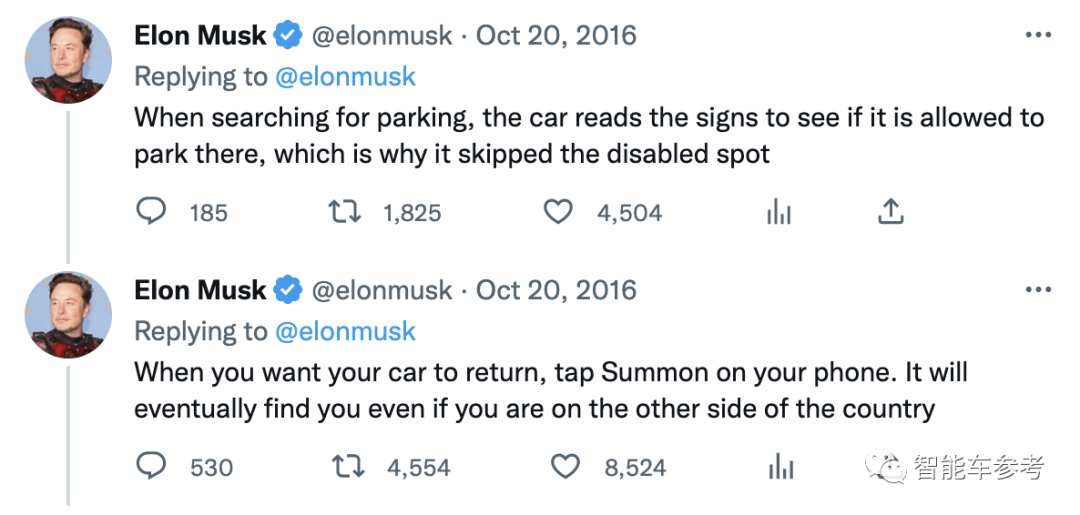 Elon Musk @elonmusk · Oct 20, 2016
Replying to @elonmusk
When searching for parking, the car reads the signs to see if it is allowed to
park there, which is why it skipped the disabled spot
185 1,825 4,504
Elon Musk @elonmusk · Oct 20, 2016
Replying to @elonmusk
When you want your car to return, tap Summon on your phone. It will
eventually find you even if you are on the other side of the country
530 4,554 8,524
智能车参考